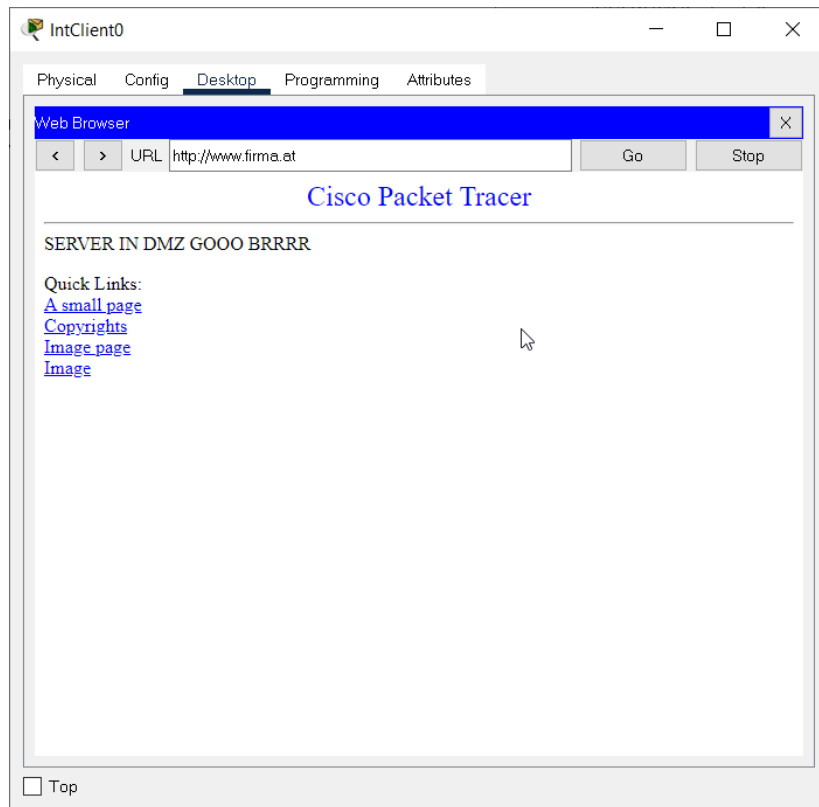 IntClient0
Physical Config Desktop Programming Attributes
Web Browser
X
< > URL http://www.firma.at Go Stop
Cisco Packet Tracer
SERVER IN DMZ GOOO BRRRR
Quick Links:
A small page
Copyrights
Image page
Image
Top